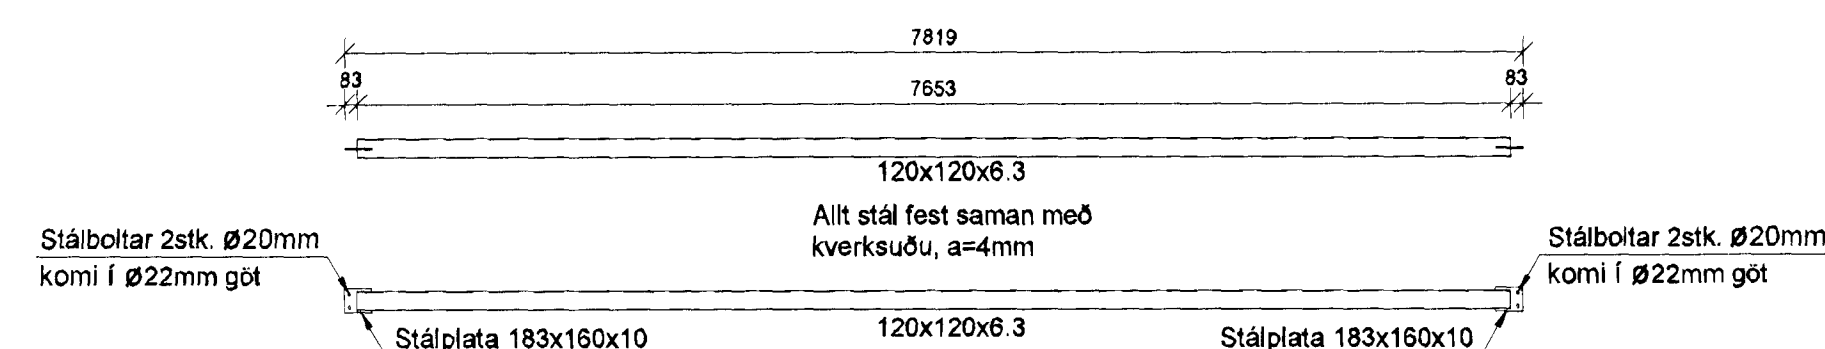 7819
83
7653
83
120x120x6.3
Allt stál fest saman með
kverksuðu, a=4mm
Stálboltar 2stk. Ø20mm
komi í Ø22mm göt
Stálboltar 2stk. Ø20mm
komi í Ø22mm göt
120x120x6.3
Stálplata 183x160x10
Stálplata 183x160x10